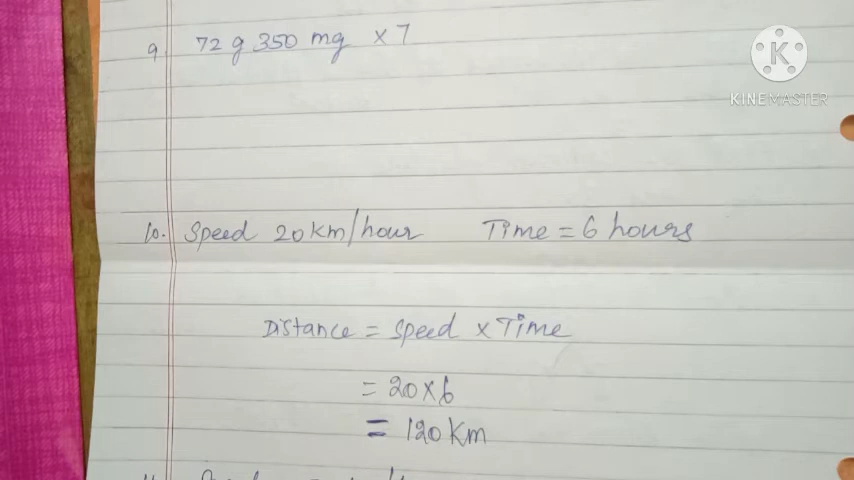 K
KINEMASTER
9. 72 g 350 mg × 7
10. Speed 20 Km/hour Time = 6 hours
Distance = Speed × Time
= 20 × 6
= 120 Km